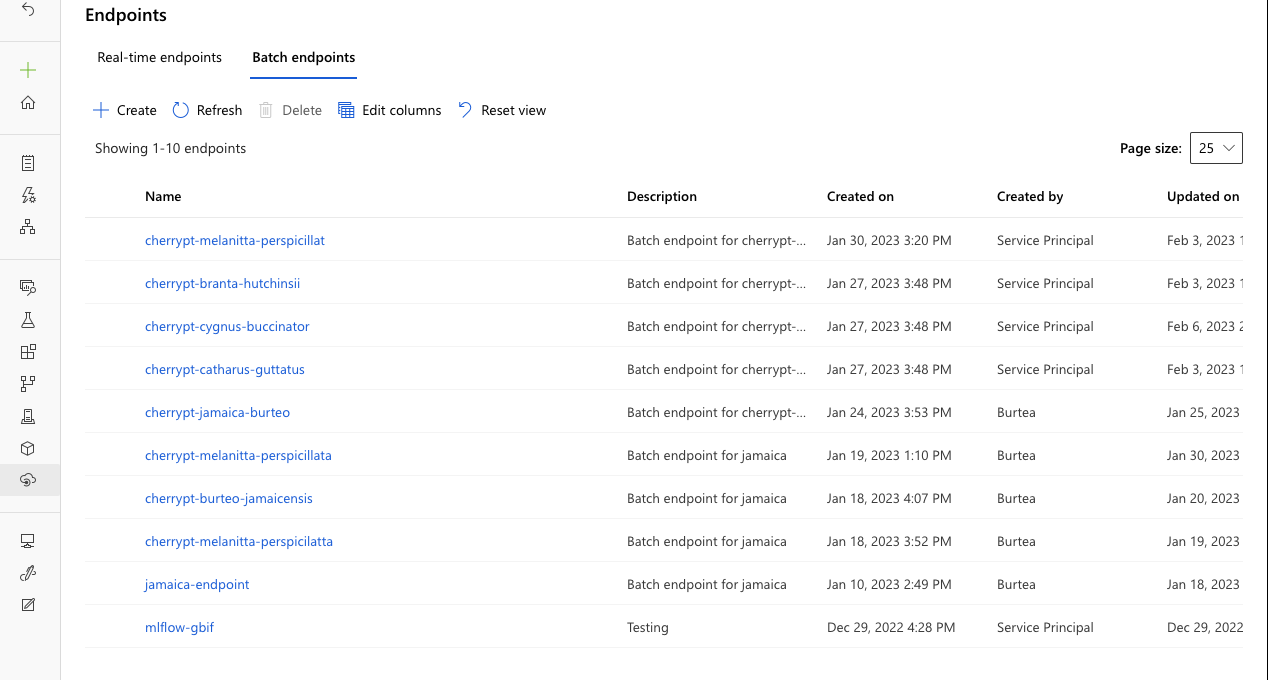 Endpoints
Real-time endpoints Batch endpoints
Create Refresh Delete Edit columns Reset view
Showing 1-10 endpoints Page size: 25
Name Description Created on Created by Updated on
cherrypt-melanitta-perspicillat Batch endpoint for cherrypt-... Jan 30, 2023 3:20 PM Service Principal Feb 3, 2023 1
cherrypt-branta-hutchinsii Batch endpoint for cherrypt-... Jan 27, 2023 3:48 PM Service Principal Feb 3, 2023 1
cherrypt-cygnus-buccinator Batch endpoint for cherrypt-... Jan 27, 2023 3:48 PM Service Principal Feb 6, 2023 2
cherrypt-catharus-guttatus Batch endpoint for cherrypt-... Jan 27, 2023 3:48 PM Service Principal Feb 3, 2023 1
cherrypt-jamaica-burteo Batch endpoint for cherrypt-... Jan 24, 2023 3:53 PM Burtea Jan 25, 2023
cherrypt-melanitta-perspicillata Batch endpoint for jamaica Jan 19, 2023 1:10 PM Burtea Jan 30, 2023
cherrypt-burteo-jamaicensis Batch endpoint for jamaica Jan 18, 2023 4:07 PM Burtea Jan 20, 2023
cherrypt-melanitta-perspicilatta Batch endpoint for jamaica Jan 18, 2023 3:52 PM Burtea Jan 19, 2023
jamaica-endpoint Batch endpoint for jamaica Jan 10, 2023 2:49 PM Burtea Jan 18, 2023
mlflow-gbif Testing Dec 29, 2022 4:28 PM Service Principal Dec 29, 2022